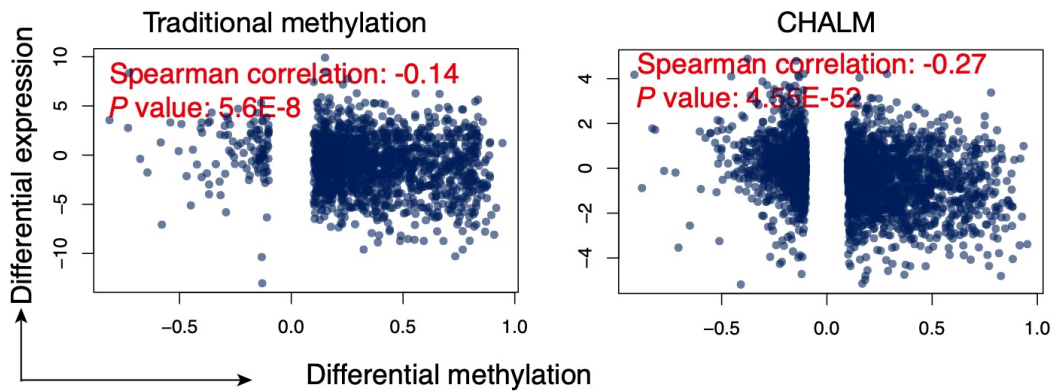 Traditional methylation
CHALM
Differential expression
Spearman correlation: -0.14
P value: 5.6E-8
10
5
0
−5
−10
−0.5
0.0
0.5
1.0
Spearman correlation: -0.27
P value: 4.55E-52
4
2
0
−2
−4
−0.5
0.0
0.5
1.0
Differential methylation